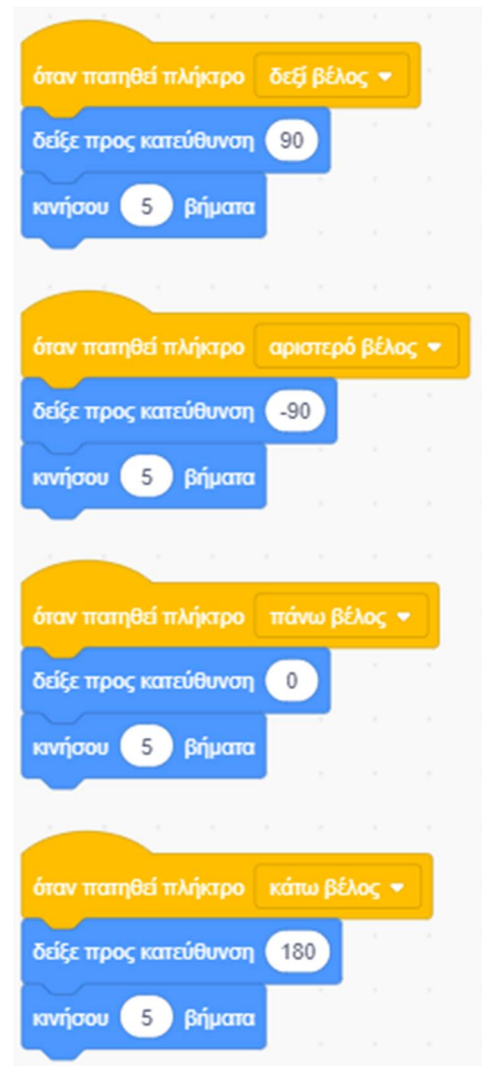 όταν πατηθεί πλήκτρο δεξί βέλος
δείξε προς κατεύθυνση 90
κινήσου 5 βήματα
όταν πατηθεί πλήκτρο αριστερό βέλος
δείξε προς κατεύθυνση -90
κινήσου 5 βήματα
όταν πατηθεί πλήκτρο πάνω βέλος
δείξε προς κατεύθυνση 0
κινήσου 5 βήματα
όταν πατηθεί πλήκτρο κάτω βέλος
δείξε προς κατεύθυνση 180
κινήσου 5 βήματα